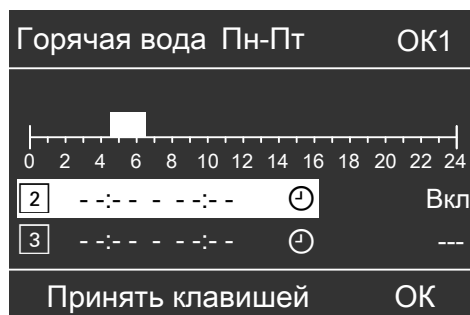 Горячая вода Пн-Пт ОК1
0 2 4 6 8 10 12 14 16 18 20 22 24
2 - -:- - - - -:- - Вкл
3 - -:- - - - -:- - ---
Принять клавишей ОК